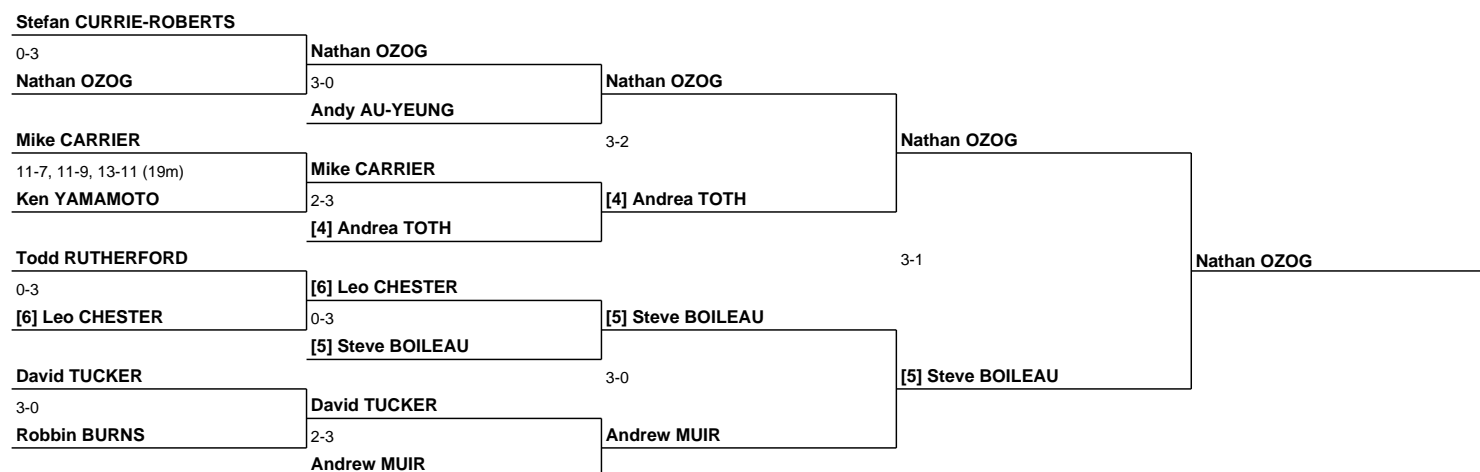 Stefan CURRIE-ROBERTS
0-3
Nathan OZOG
Nathan OZOG
3-0
Nathan OZOG
Andy AU-YEUNG
Mike CARRIER
3-2
Nathan OZOG
11-7, 11-9, 13-11 (19m)
Mike CARRIER
Ken YAMAMOTO
2-3
[4] Andrea TOTH
[4] Andrea TOTH
Todd RUTHERFORD
3-1
Nathan OZOG
0-3
[6] Leo CHESTER
[6] Leo CHESTER
0-3
[5] Steve BOILEAU
[5] Steve BOILEAU
David TUCKER
3-0
[5] Steve BOILEAU
3-0
David TUCKER
Robbin BURNS
2-3
Andrew MUIR
Andrew MUIR